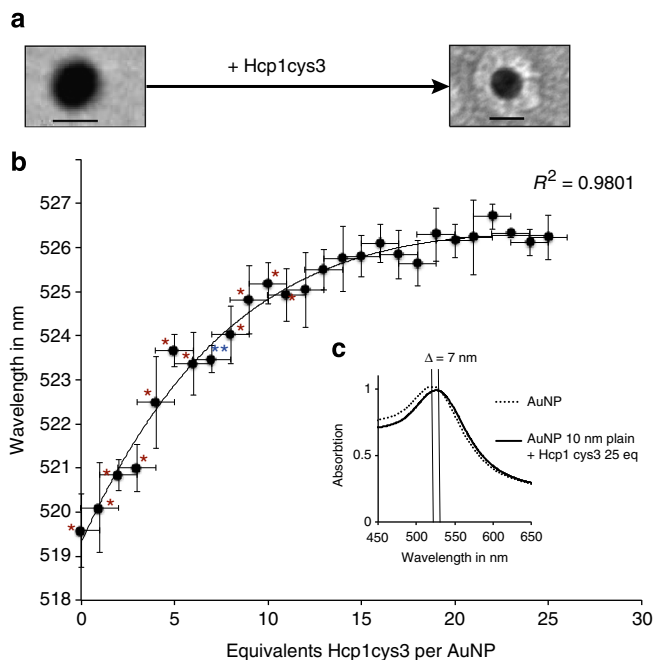 a
+ Hcp1cys3
b
R² = 0.9801
Wavelength in nm
527
526
525
524
523
522
521
520
519
518
0
5
10
15
20
25
30
Equivalents Hcp1cys3 per AuNP
* * * * * * * ** * * * *
c
Δ = 7 nm
Absorbtion
1
0.5
0
450
500
550
600
650
Wavelength in nm
AuNP
AuNP 10 nm plain
+ Hcp1 cys3 25 eq